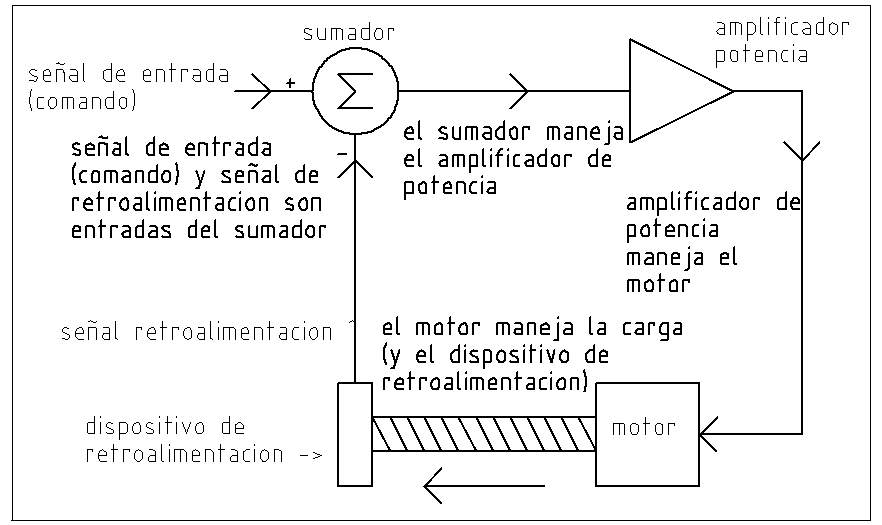 sumador
amplificador
potencia
señal de entrada
(comando)
+
Σ
-
señal de entrada
(comando) y señal de
retroalimentacion son
entradas del sumador
el sumador maneja
el amplificador de
potencia
amplificador de
potencia
maneja el
motor
señal retroalimentacion ^
el motor maneja la carga
(y el dispositivo de
retroalimentacion)
dispositivo de
retroalimentacion ->
motor